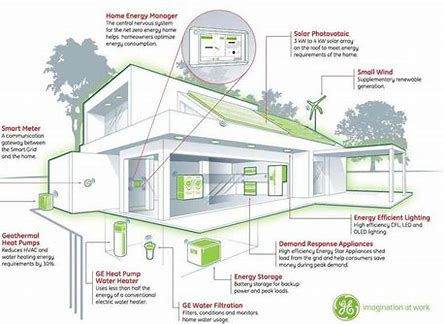 Home Energy Manager
The central nervous system
for the net zero energy home
helps homeowners optimize
energy consumption.
Solar Photovotaic
3 kW to 4 kW solar array
on the roof to meet energy
requirements of the home.
Small Wind
Supplementary renewable
generation.
Smart Meter
A communication
gateway between
the Smart Grid
and the home.
Geothermal
Heat Pumps
Reduces HVAC and
water heating energy
requirements by 30%.
GE Heat Pump
Water Heater
Uses less than half the
energy of a conventional
electric water heater.
GE Water Filtration
Filters, conditions and monitors
home water usage.
Energy Storage
Battery storage for backup
power and peak loads.
Demand Response Appliances
High efficiency Energy Star Appliances shed
load from the grid and help consumers save
money during peak demand.
Energy Efficient Lighting
High efficiency CFL, LED and
OLED lighting.
GE imagination at work